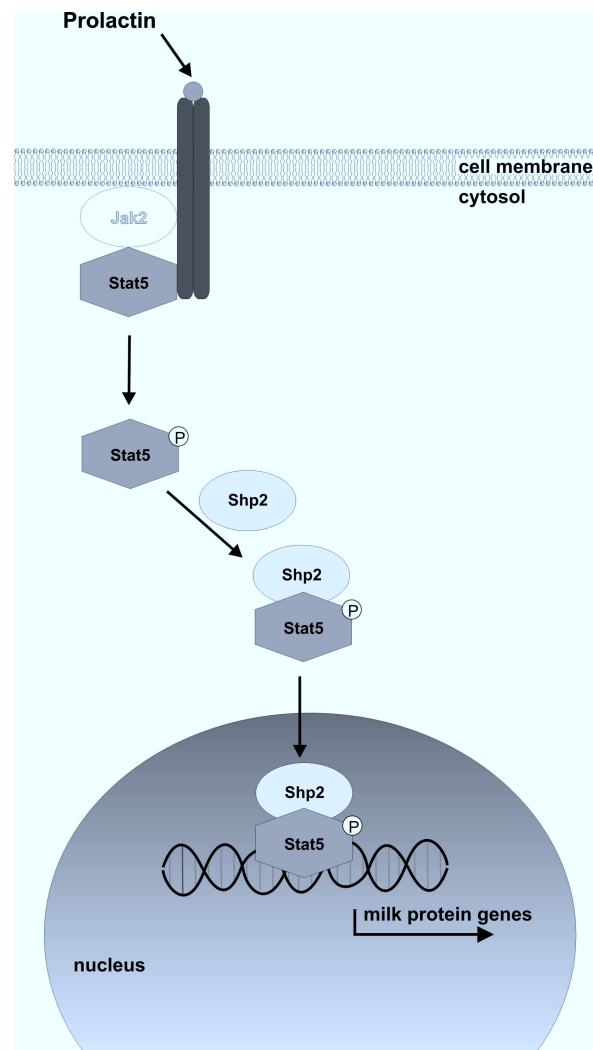 Prolactin
cell membrane
cytosol
Jak2
Stat5
P
Stat5
Shp2
Shp2
P
Stat5
Shp2
P
Stat5
milk protein genes
nucleus